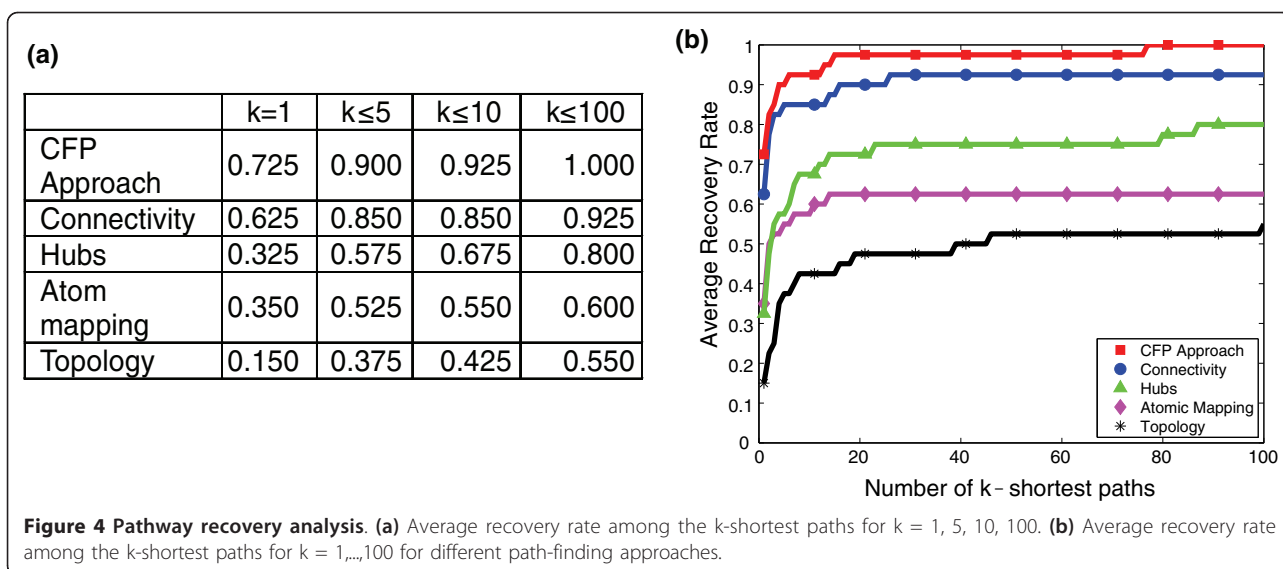 (a)
k=1 k≤5 k≤10 k≤100
CFP
Approach 0.725 0.900 0.925 1.000
Connectivity 0.625 0.850 0.850 0.925
Hubs 0.325 0.575 0.675 0.800
Atom
mapping 0.350 0.525 0.550 0.600
Topology 0.150 0.375 0.425 0.550
(b)
1
0.9
0.8
0.7
0.6
0.5
0.4
0.3
0.2
0.1
0
Average Recovery Rate
CFP Approach
Connectivity
Hubs
Atomic Mapping
Topology
0 20 40 60 80 100
Number of k- shortest paths
Figure 4 Pathway recovery analysis. (a) Average recovery rate among the k-shortest paths for k = 1, 5, 10, 100. (b) Average recovery rate
among the k-shortest paths for k = 1,...,100 for different path-finding approaches.